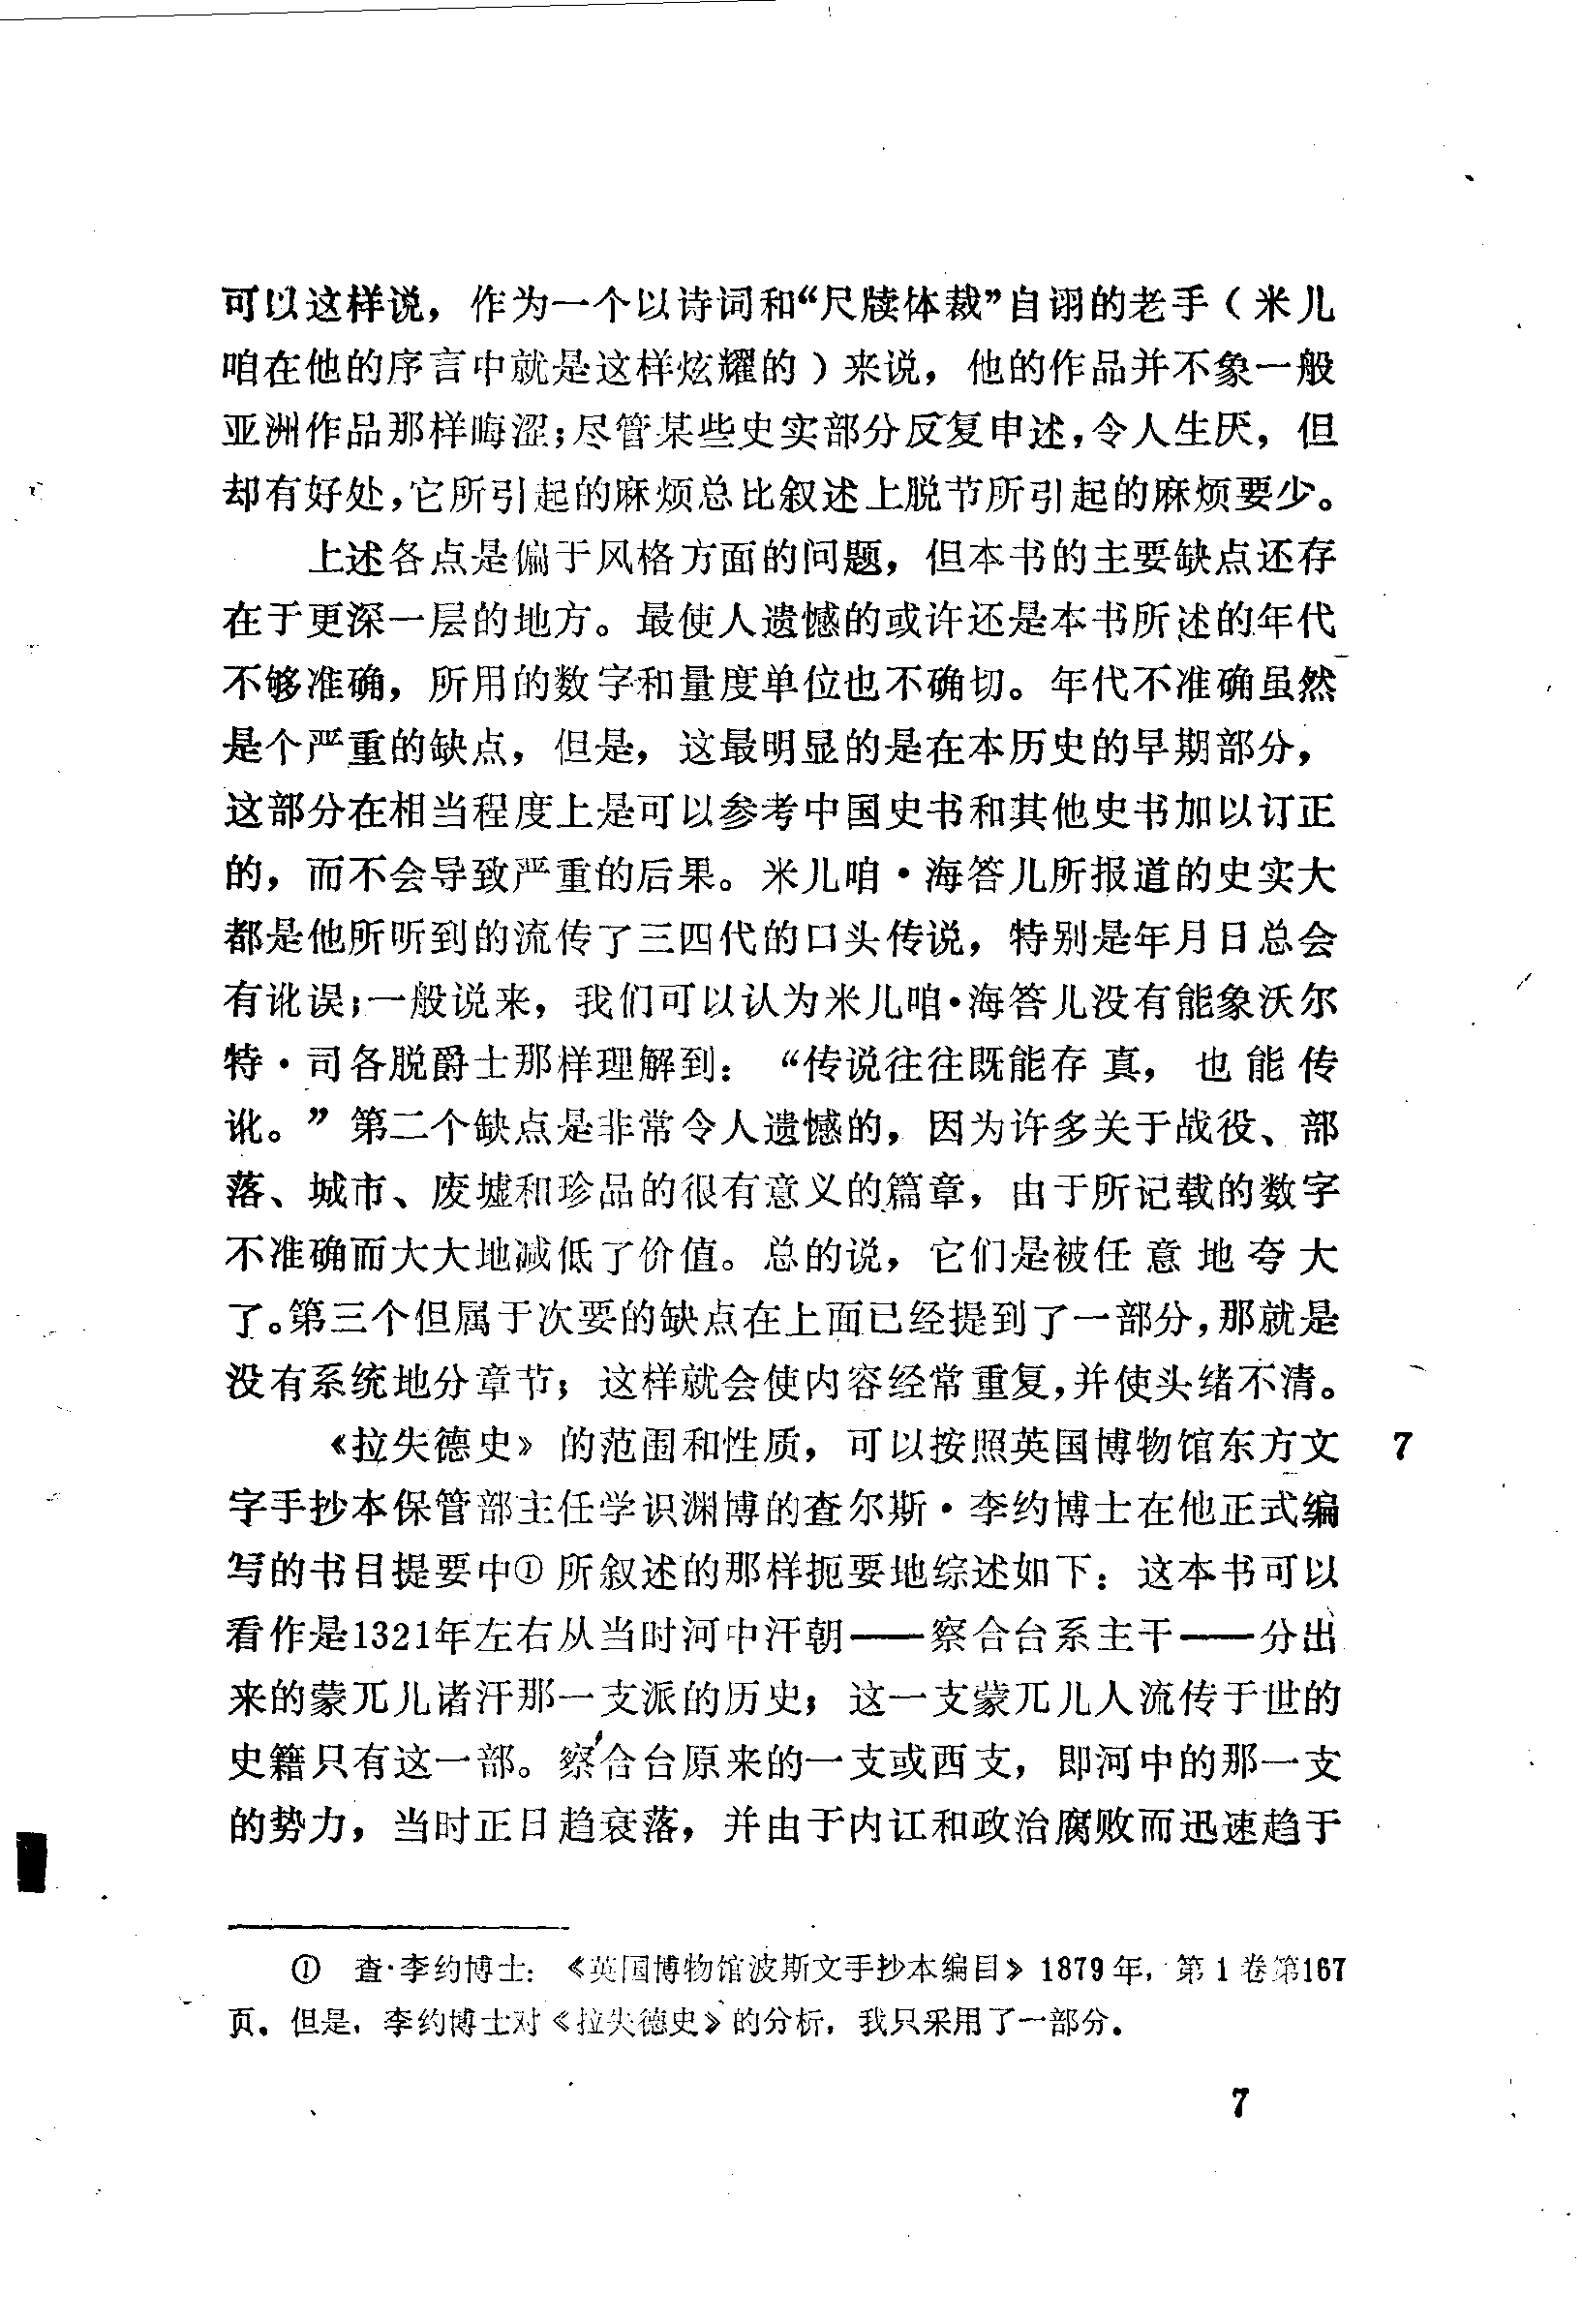 可以这样说，作为一个以诗词和“尺牍体裁”自诩的老手（米儿
咱在他的序言中就是这样炫耀的）来说，他的作品并不象一般
亚洲作品那样晦涩；尽管某些史实部分反复申述，令人生厌，但
却有好处，它所引起的麻烦总比叙述上脱节所引起的麻烦要少。
上述各点是偏于风格方面的问题，但本书的主要缺点还存
在于更深一层的地方。最使人遗憾的或许还是本书所述的年代
不够准确，所用的数字和量度单位也不确切。年代不准确虽然
是个严重的缺点，但是，这最明显的是在本历史的早期部分，
这部分在相当程度上是可以参考中国史书和其他史书加以订正
的，而不会导致严重的后果。米儿咱·海答儿所报道的史实大
都是他所听到的流传了三四代的口头传说，特别是年月日总会
有讹误；一般说来，我们可以认为米儿咱·海答儿没有能象沃尔
特·司各脱爵士那样理解到：“传说往往既能存真，也能传
讹。”第二个缺点是非常令人遗憾的，因为许多关于战役、部
落、城市、废墟和珍品的很有意义的篇章，由于所记载的数字
不准确而大大地减低了价值。总的说，它们是被任意地夸大
了。第三个但属于次要的缺点在上面已经提到了一部分，那就是
没有系统地分章节；这样就会使内容经常重复，并使头绪不清。
《拉失德史》的范围和性质，可以按照英国博物馆东方文 7
字手抄本保管部主任学识渊博的查尔斯·李约博士在他正式编
写的书目提要中①所叙述的那样扼要地综述如下：这本书可以
看作是1321年左右从当时河中汗朝——察合台系主干——分出
来的蒙兀儿诸汗那一支派的历史；这一支蒙兀儿人流传于世的
史籍只有这一部。察合台原来的一支或西支，即河中的那一支
的势力，当时正日趋衰落，并由于内讧和政治腐败而迅速趋于
① 查·李约博士：《英国博物馆波斯文手抄本编目》1879年，第1卷第167
页。但是，李约博士对《拉失德史》的分析，我只采用了一部分。
7